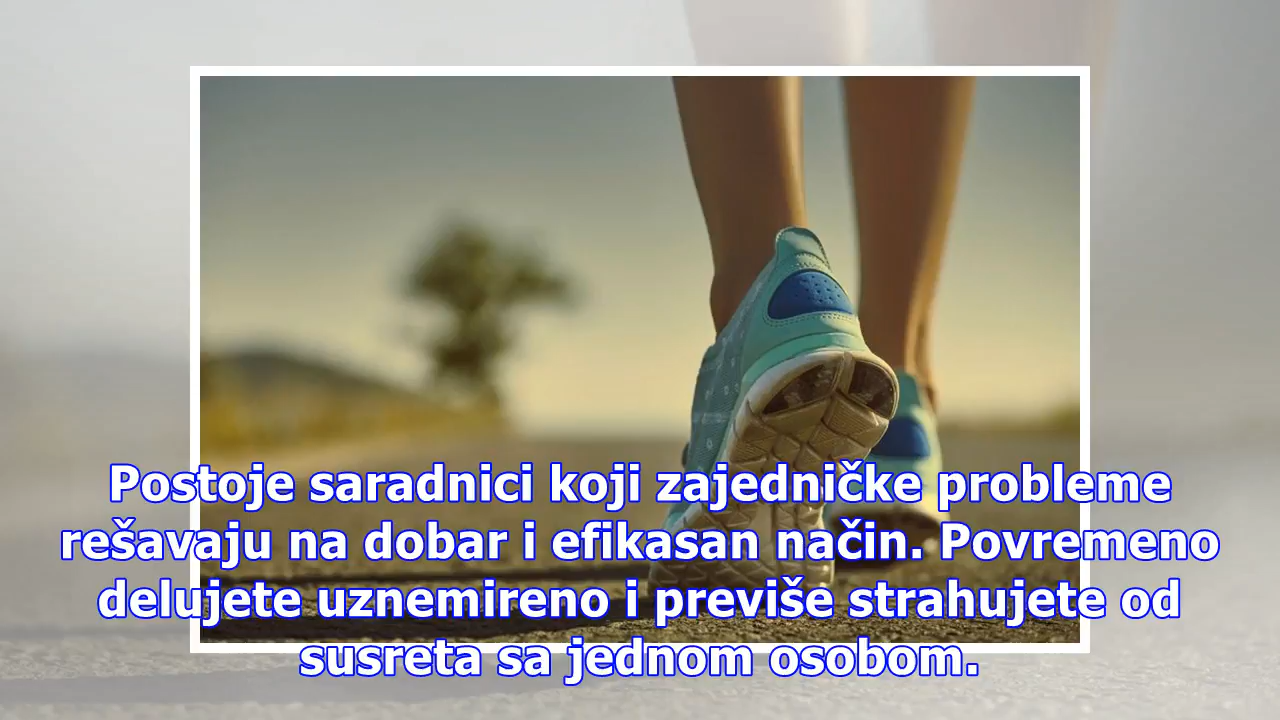 Postoje saradnici koji zajedničke probleme
rešavaju na dobar i efikasan način. Povremeno
delujete uznemireno i previše strahujete od
susreta sa jednom osobom.